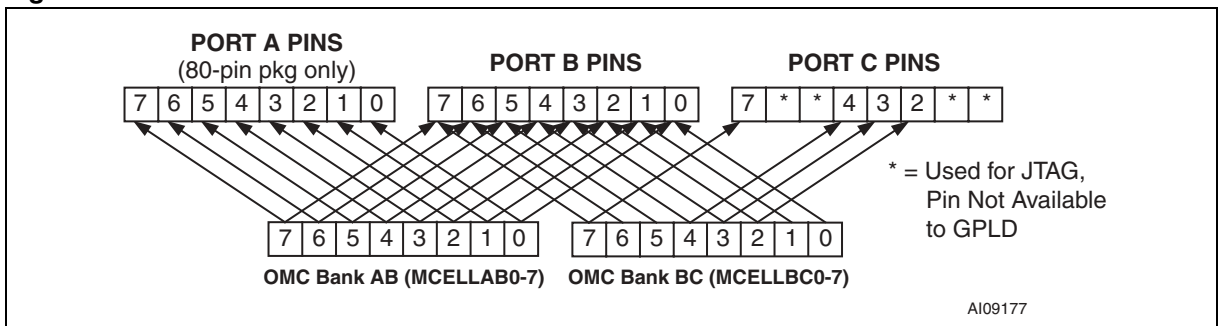 PORT A PINS
(80-pin pkg only)
PORT B PINS
PORT C PINS
7 6 5 4 3 2 1 0
7 6 5 4 3 2 1 0
7 * * 4 3 2 * *
* = Used for JTAG,
Pin Not Available
to GPLD
7 6 5 4 3 2 1 0
7 6 5 4 3 2 1 0
OMC Bank AB (MCELLAB0-7)
OMC Bank BC (MCELLBC0-7)
AI09177